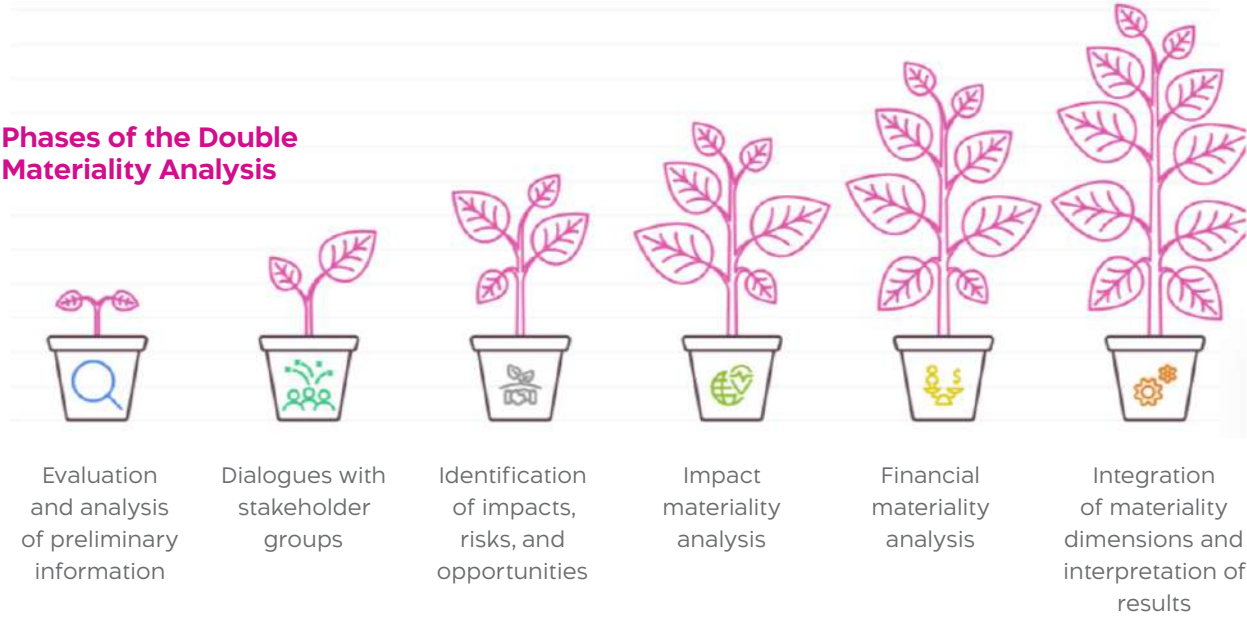 Phases of the Double
Materiality Analysis
Evaluation
and analysis
of preliminary
information
Dialogues with
stakeholder
groups
Identification
of impacts,
risks, and
opportunities
Impact
materiality
analysis
$
Financial
materiality
analysis
Integration
of materiality
dimensions and
interpretation of
results